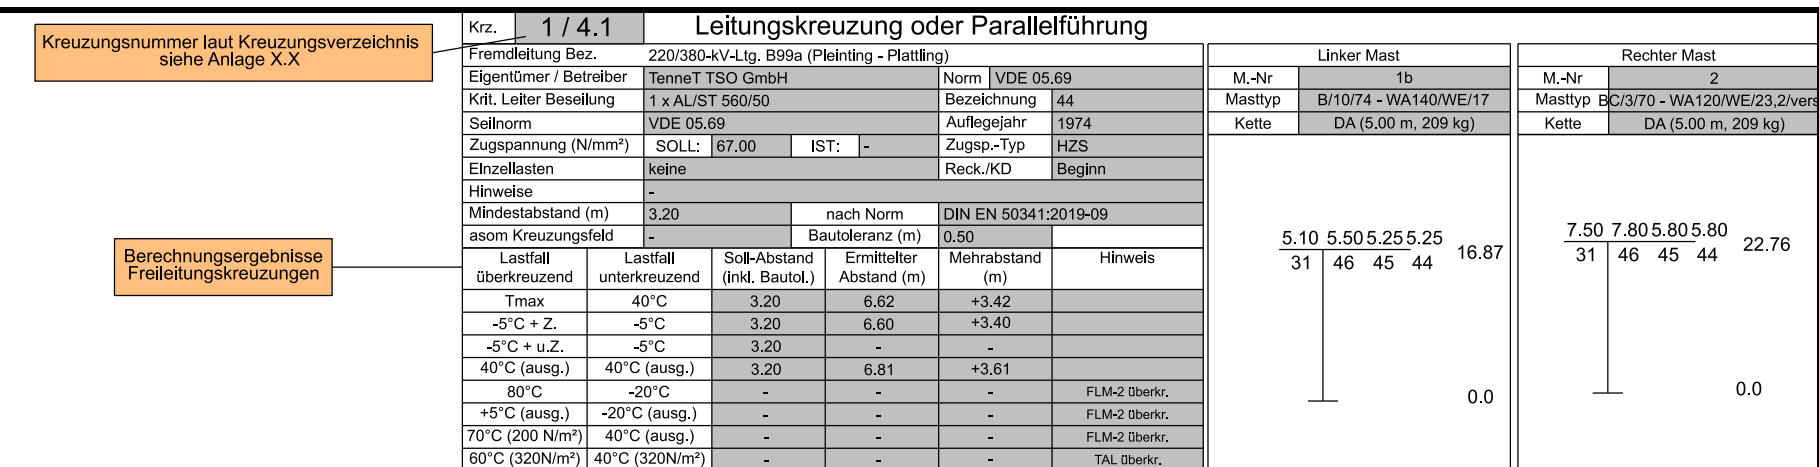 Kreuzungsnummer laut Kreuzungsverzeichnis
siehe Anlage X.X
Krz. 1 / 4.1 Leitungskreuzung oder Parallelführung
Fremdleitung Bez. 220/380-kV-Ltg. B99a (Pleinting - Plattling)
Eigentümer / Betreiber TenneT TSO GmbH Norm VDE 05.69
Krit. Leiter Beseilung 1 x AL/ST 560/50 Bezeichnung 44
Seilnorm VDE 05.69 Auflegejahr 1974
Zugspannung (N/mm²) SOLL: 67.00 IST: - Zugsp.-Typ HZS
EInzellasten keine Reck./KD Beginn
Hinweise -
Mindestabstand (m) 3.20 nach Norm DIN EN 50341:2019-09
asom Kreuzungsfeld - Bautoleranz (m) 0.50
Berechnungsergebnisse
Freileitungskreuzungen
Lastfall Lastfall Soll-Abstand Ermittelter Mehrabstand Hinweis
überkreuzend unterkreuzend (inkl. Bautol.) Abstand (m) (m)
Tmax 40°C 3.20 6.62 +3.42
-5°C + Z. -5°C 3.20 6.60 +3.40
-5°C + u.Z. -5°C 3.20 - -
40°C (ausg.) 40°C (ausg.) 3.20 6.81 +3.61
80°C -20°C - - - FLM-2 überkr.
+5°C (ausg.) -20°C (ausg.) - - - FLM-2 überkr.
70°C (200 N/m²) 40°C (ausg.) - - - FLM-2 überkr.
60°C (320N/m²) 40°C (320N/m²) - - - TAL überkr.
Linker Mast
M.-Nr 1b
Masttyp B/10/74 - WA140/WE/17
Kette DA (5.00 m, 209 kg)
5.10 5.50 5.25 5.25 16.87
31 46 45 44
0.0
Rechter Mast
M.-Nr 2
Masttyp BC/3/70 - WA120/WE/23,2/vers
Kette DA (5.00 m, 209 kg)
7.50 7.80 5.80 5.80 22.76
31 46 45 44
0.0